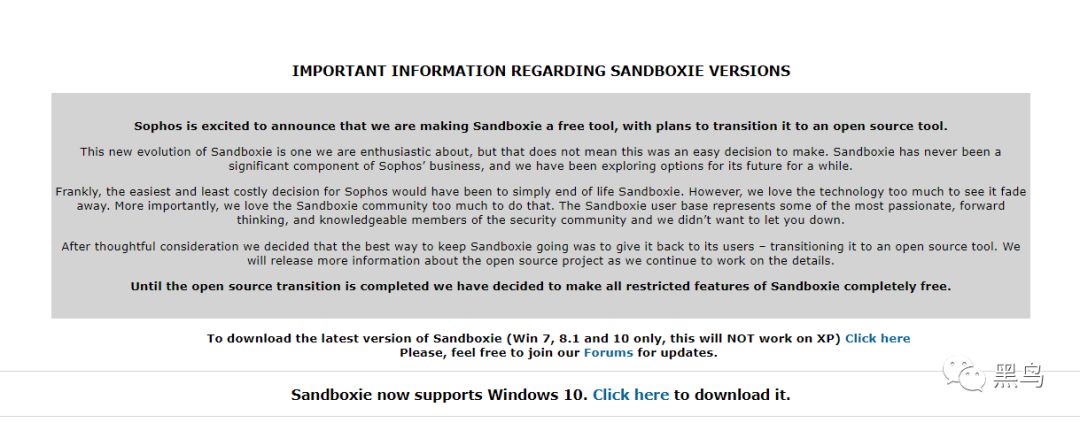 IMPORTANT INFORMATION REGARDING SANDBOXIE VERSIONS
Sophos is excited to announce that we are making Sandboxie a free tool, with plans to transition it to an open source tool.
This new evolution of Sandboxie is one we are enthusiastic about, but that does not mean this was an easy decision to make. Sandboxie has never been a
significant component of Sophos’ business, and we have been exploring options for its future for a while.
Frankly, the easiest and least costly decision for Sophos would have been to simply end of life Sandboxie. However, we love the technology too much to see it fade
away. More importantly, we love the Sandboxie community too much to do that. The Sandboxie user base represents some of the most passionate, forward
thinking, and knowledgeable members of the security community and we didn’t want to let you down.
After thoughtful consideration we decided that the best way to keep Sandboxie going was to give it back to its users – transitioning it to an open source tool. We
will release more information about the open source project as we continue to work on the details.
Until the open source transition is completed we have decided to make all restricted features of Sandboxie completely free.
To download the latest version of Sandboxie (Win 7, 8.1 and 10 only, this will NOT work on XP) Click here
Please, feel free to join our Forums for updates.
黑鸟
Sandboxie now supports Windows 10. Click here to download it.